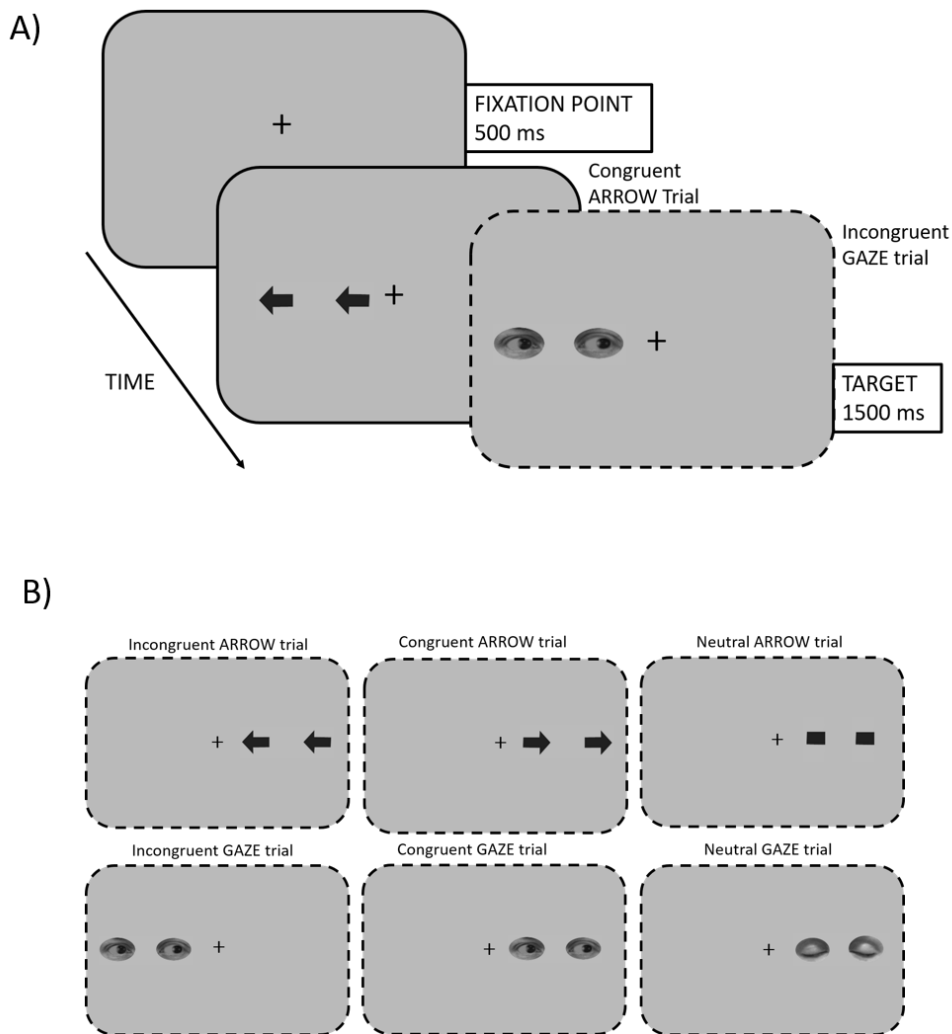 A)
FIXATION POINT
500 ms
Congruent
ARROW Trial
Incongruent
GAZE trial
TIME
TARGET
1500 ms
B)
Incongruent ARROW trial
Congruent ARROW trial
Neutral ARROW trial
Incongruent GAZE trial
Congruent GAZE trial
Neutral GAZE trial